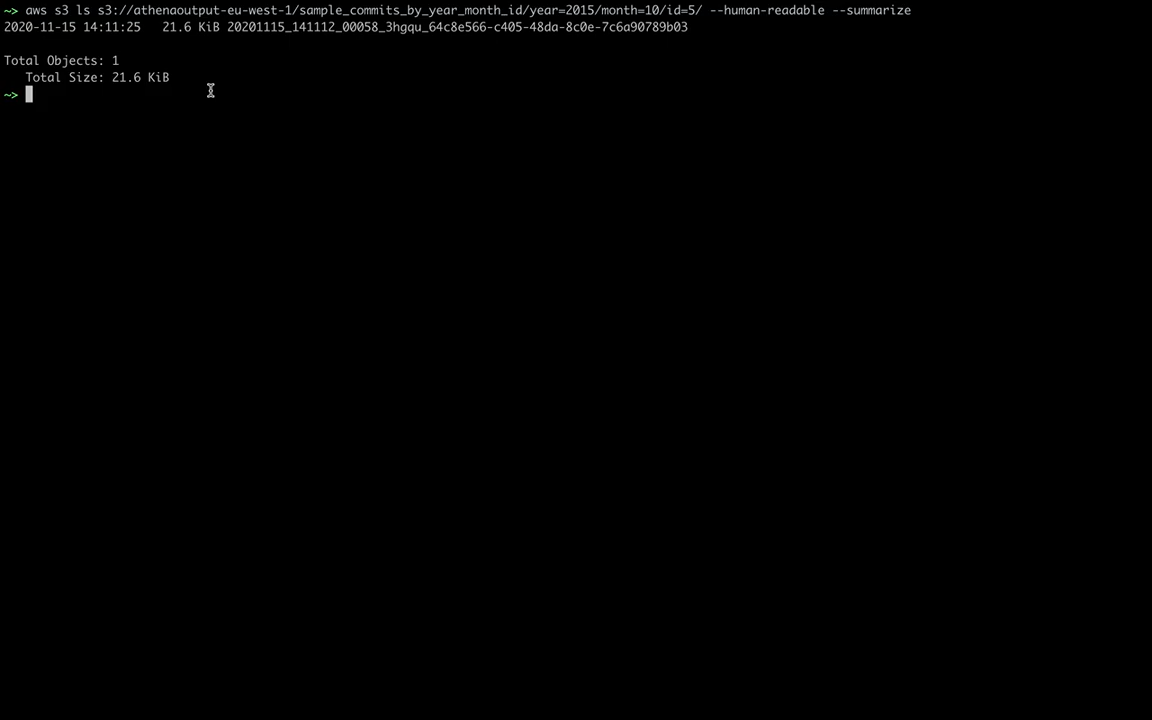 ~> aws s3 ls s3://athenaoutput-eu-west-1/sample_commits_by_year_month_id/year=2015/month=10/id=5/ --human-readable --summarize
2020-11-15 14:11:25   21.6 KiB 20201115_141112_00058_3hgqu_64c8e566-c405-48da-8c0e-7c6a90789b03
Total Objects: 1
   Total Size: 21.6 KiB
~>